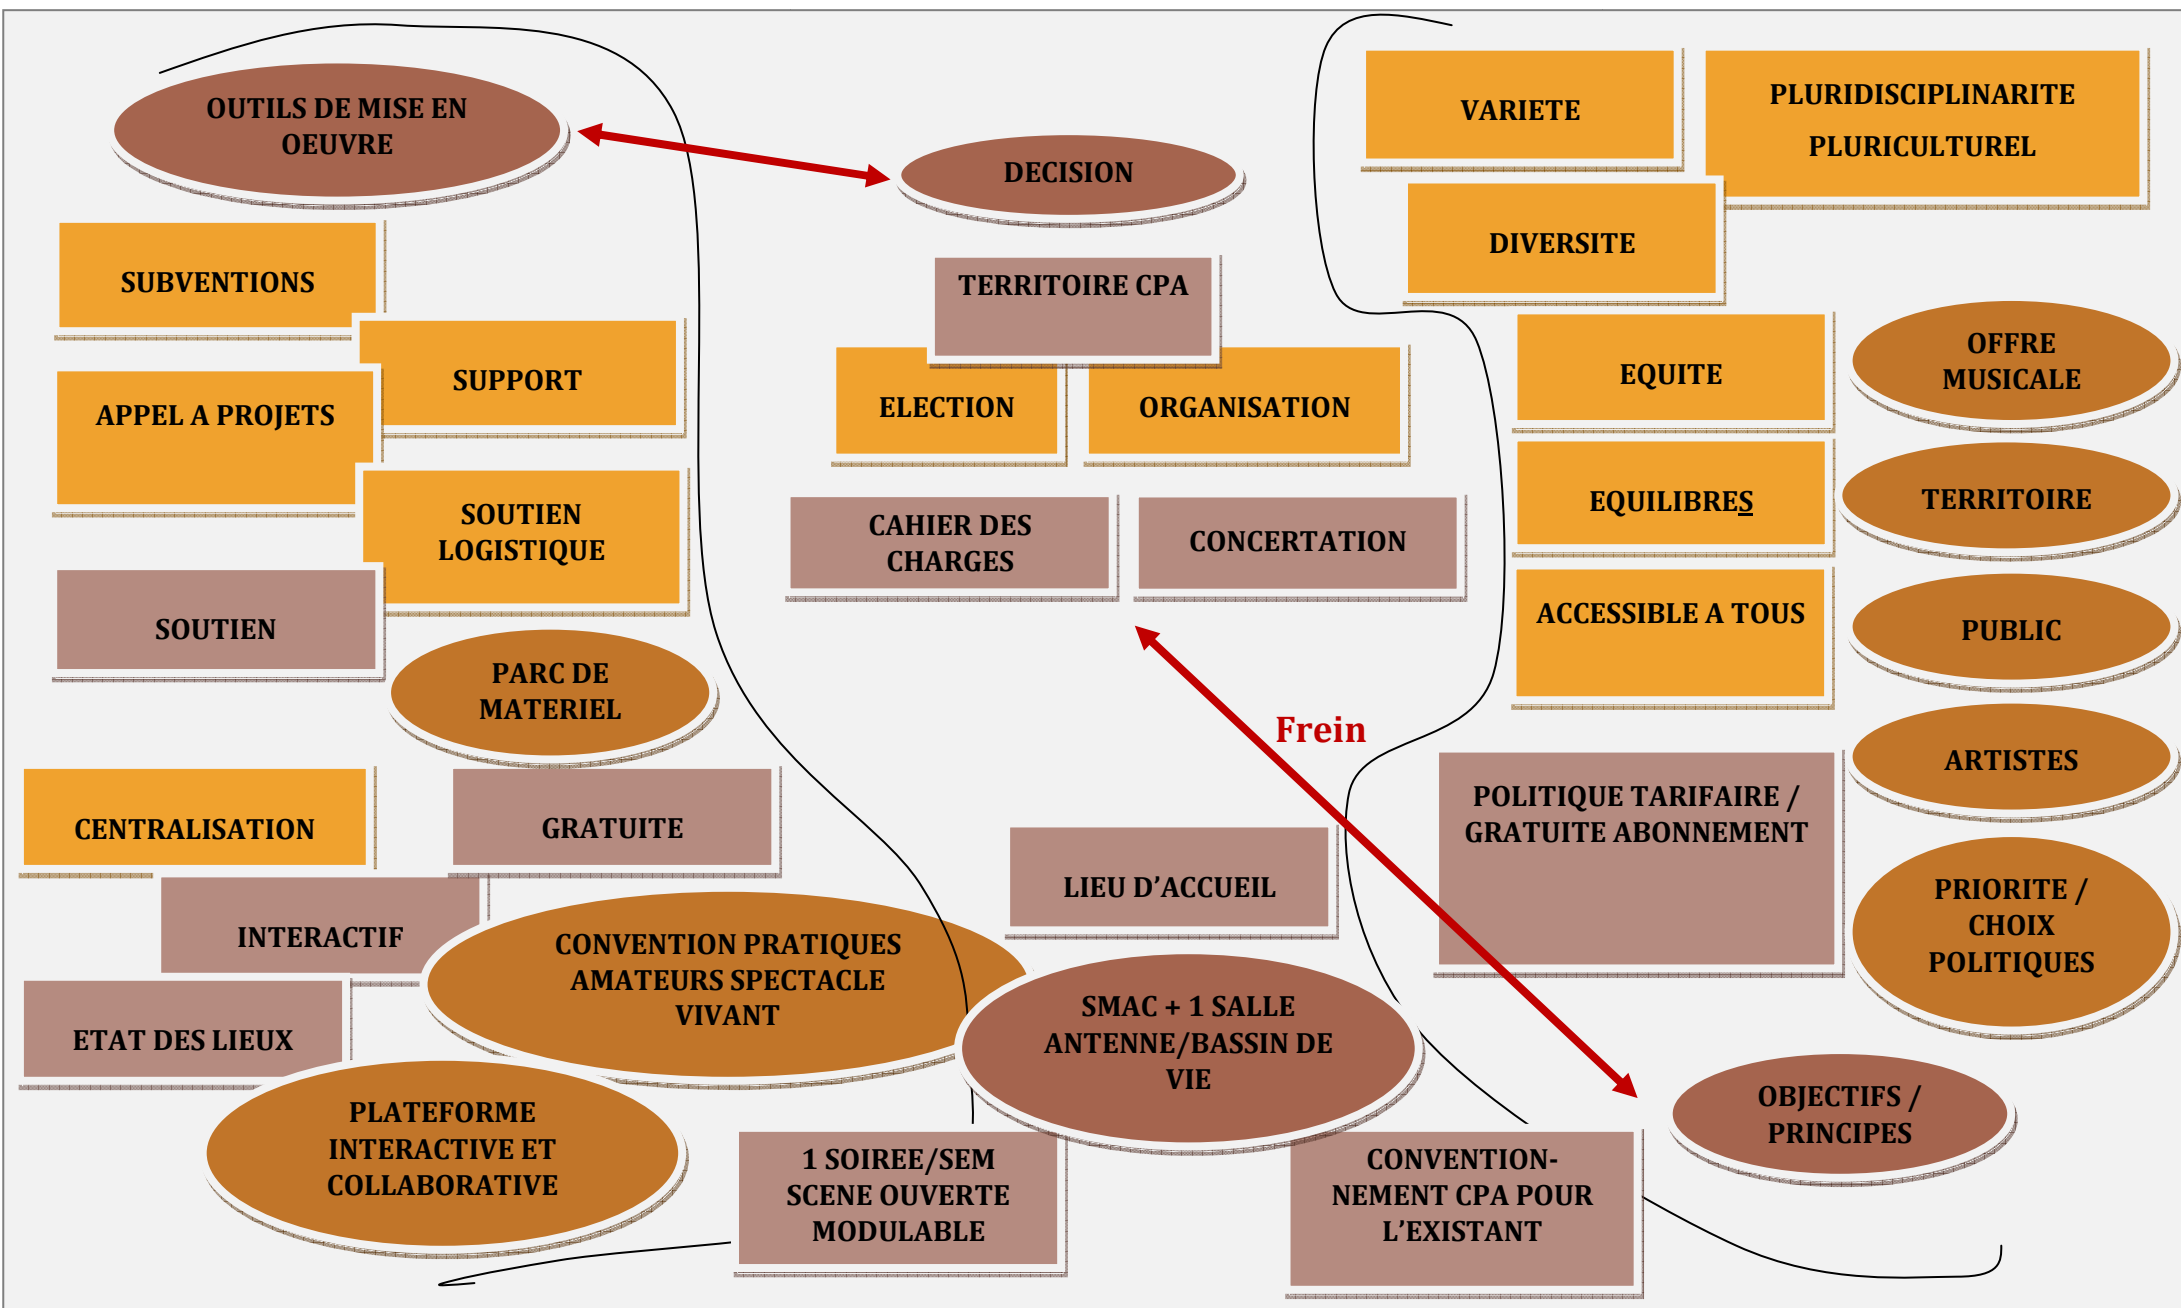 OUTILS DE MISE EN
OEUVRE
SUBVENTIONS
SUPPORT
APPEL A PROJETS
SOUTIEN
LOGISTIQUE
SOUTIEN
PARC DE
MATERIEL
CENTRALISATION
GRATUITE
INTERACTIF
CONVENTION PRATIQUES
AMATEURS SPECTACLE
VIVANT
ETAT DES LIEUX
PLATEFORME
INTERACTIVE ET
COLLABORATIVE
DECISION
TERRITOIRE CPA
ELECTION
ORGANISATION
CAHIER DES
CHARGES
CONCERTATION
Frein
LIEU D’ACCUEIL
SMAC + 1 SALLE
ANTENNE/BASSIN DE
VIE
1 SOIREE/SEM
SCENE OUVERTE
MODULABLE
CONVENTION-
NEMENT CPA POUR
L’EXISTANT
VARIETE
PLURIDISCIPLINARITE
PLURICULTUREL
DIVERSITE
EQUITE
OFFRE
MUSICALE
EQUILIBRES
TERRITOIRE
ACCESSIBLE A TOUS
PUBLIC
ARTISTES
POLITIQUE TARIFAIRE /
GRATUITE ABONNEMENT
PRIORITE /
CHOIX
POLITIQUES
OBJECTIFS /
PRINCIPES